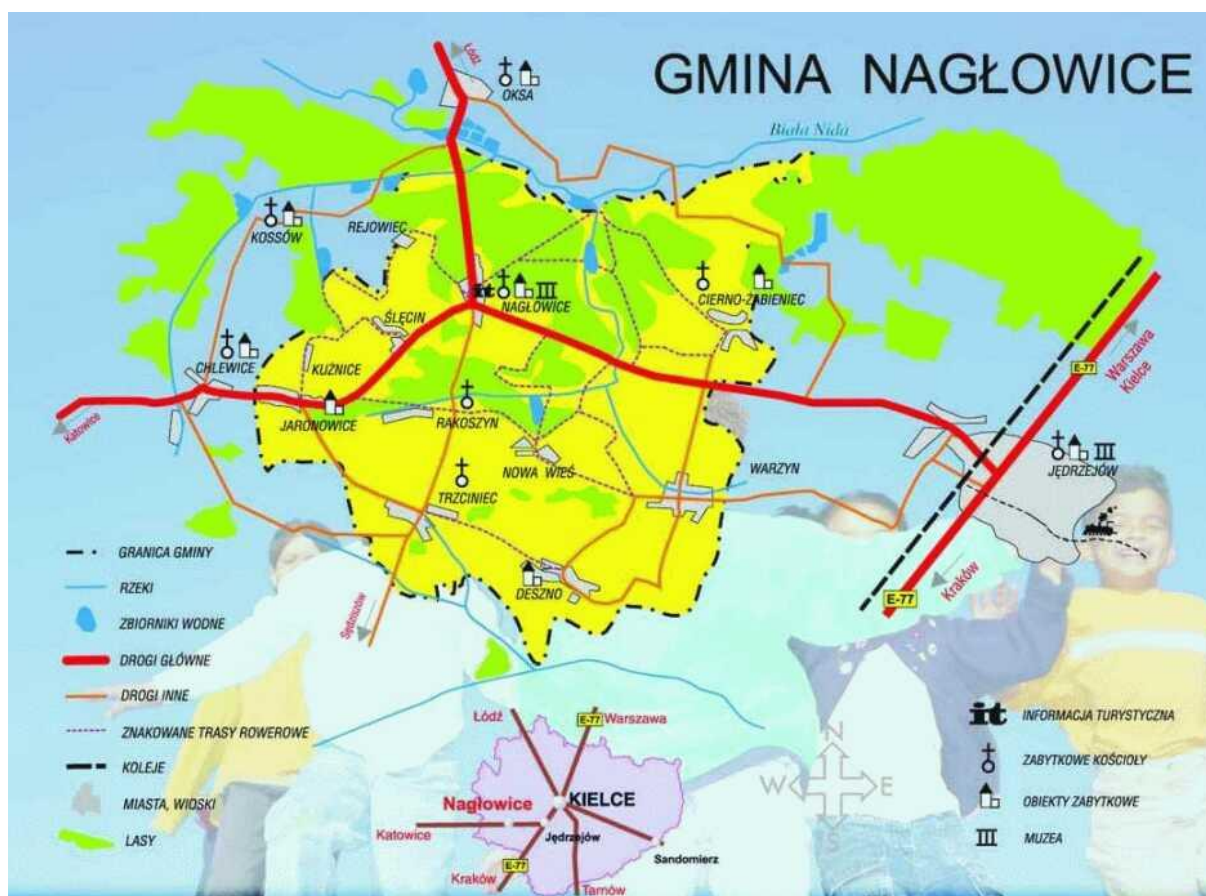 GMINA NAGŁOWICE
Łódź
OKSA
Biała Nida
KOSSÓW
REJOWIEC
NAGŁOWICE
CIERNO-ŻABIENIEC
ŚLĘCIN
CHLEWICE
KUŹNICE
Katowice
JARONOWICE
RAKOSZYN
E-77
Warszawa
Kielce
JĘDRZEJÓW
NOWA WIEŚ
WARZYN
TRZCINIEC
DESZNO
Sędziszów
E-77
Kraków
GRANICA GMINY
RZEKI
ZBIORNIKI WODNE
DROGI GŁÓWNE
DROGI INNE
ZNAKOWANE TRASY ROWEROWE
KOLEJE
MIASTA, WIOSKI
LASY
Łódź
E-77
Warszawa
Nagłowice
KIELCE
Katowice
Jędrzejów
Sandomierz
E-77
Kraków
Tarnów
N
W E
S
it INFORMACJA TURYSTYCZNA
ZABYTKOWE KOŚCIOŁY
OBIEKTY ZABYTKOWE
MUZEA
it